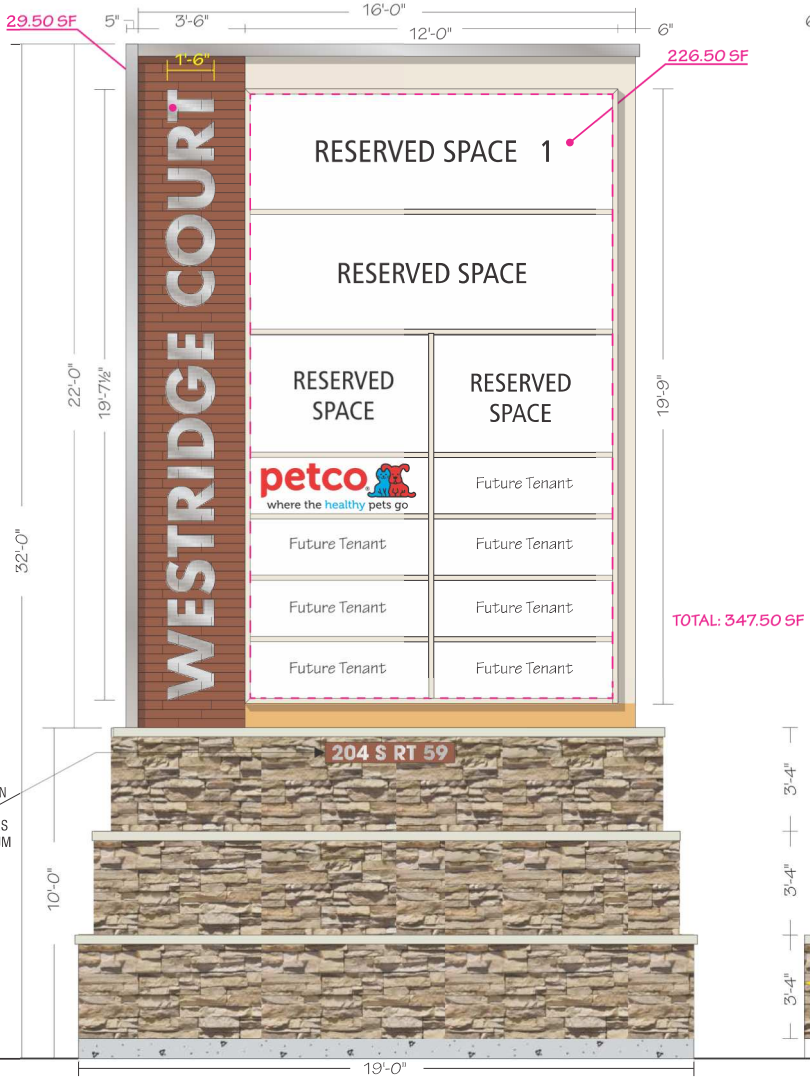 16'-0"
29.50 SF
5"
3'-6"
12'-0"
6"
6
1'-6"
226.50 SF
WESTRIDGE COURT
RESERVED SPACE 1
RESERVED SPACE
RESERVED
SPACE
RESERVED
SPACE
22'-0"
19'-7½"
19'-9"
petco®
where the healthy pets go
Future Tenant
Future Tenant
Future Tenant
32'-0"
Future Tenant
Future Tenant
TOTAL: 347.50 SF
Future Tenant
Future Tenant
204 S RT 59
N
S
UM
3'-4"
10'-0"
3'-4"
3'-4"
19'-0"